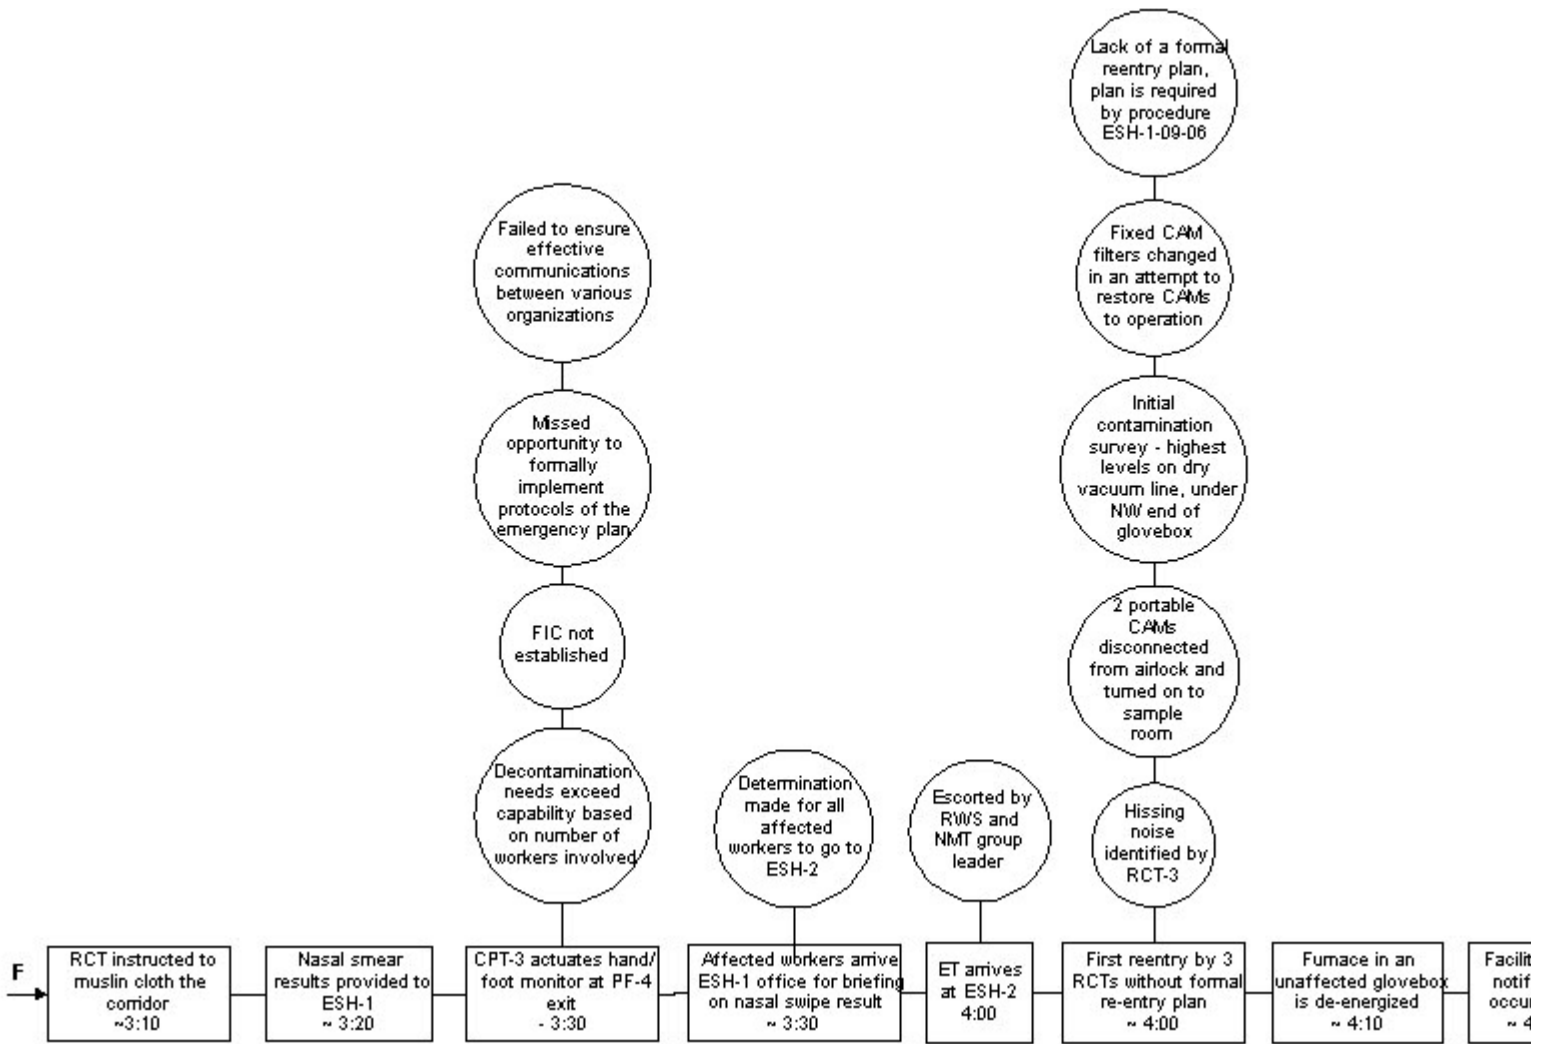 Lack of a formal
reentry plan,
plan is required
by procedure
ESH-1-09-06
Failed to ensure
effective
communications
between various
organizations
Fixed CAM
filters changed
in an attempt to
restore CAMs
to operation
Missed
opportunity to
formally
implement
protocols of the
emergency plan
Initial
contamination
survey - highest
levels on dry
vacuum line, under
NW end of
glovebox
FIC not
established
2 portable
CAMs
disconnected
from airlock and
turned on to
sample
room
Decontamination
needs exceed
capability based
on number of
workers involved
Determination
made for all
affected
workers to go to
ESH-2
Escorted by
RWS and
NMT group
leader
Hissing
noise
identified by
RCT-3
F
RCT instructed to
muslin cloth the
corridor
~3:10
Nasal smear
results provided to
ESH-1
~ 3:20
CPT-3 actuates hand/
foot monitor at PF-4
exit
- 3:30
Affected workers arrive
ESH-1 office for briefing
on nasal swipe result
~ 3:30
ET arrives
at ESH-2
4:00
First reentry by 3
RCTs without formal
re-entry plan
~ 4:00
Furnace in an
unaffected glovebox
is de-energized
~ 4:10
Facilit
notif
occu
~ 4